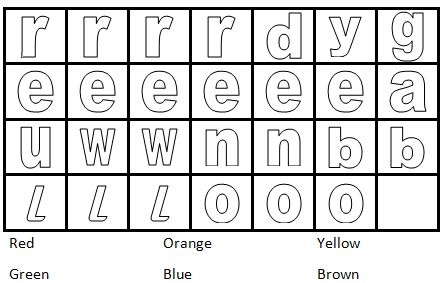 r r r r d y g
e e e e e e a
u w w n n b b
l l l o o o
Red Orange Yellow
Green Blue Brown